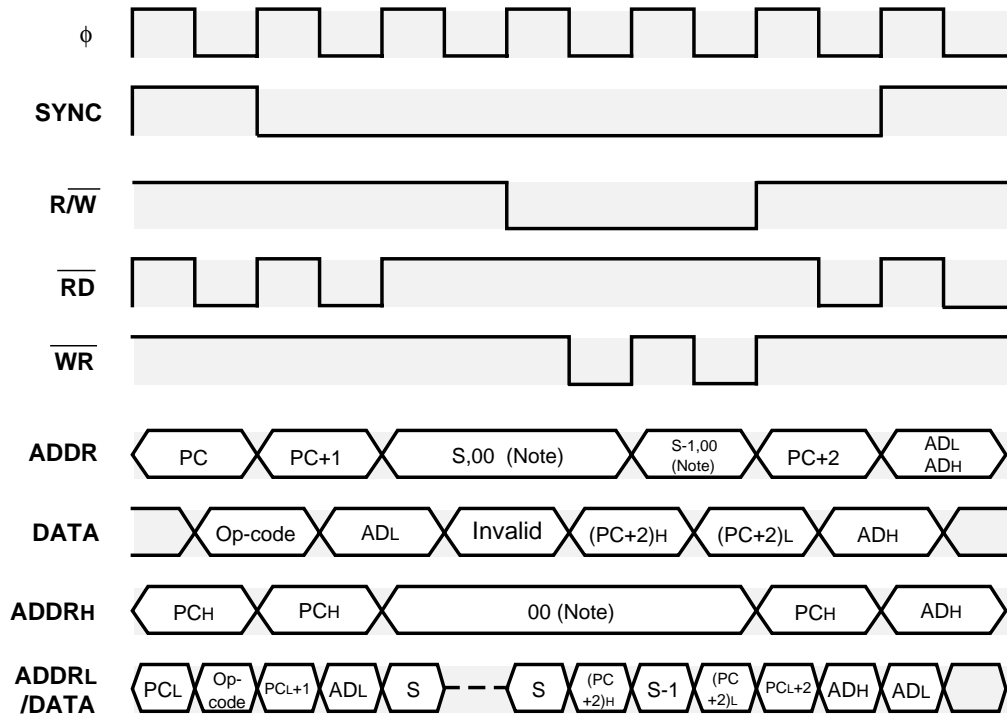 ϕ
SYNC
R/W̅
R̅D̅
W̅R̅
ADDR PC PC+1 S,00 (Note) S-1,00 (Note) PC+2 ADL ADH
DATA Op-code ADL Invalid (PC+2)H (PC+2)L ADH
ADDRH PCH PCH 00 (Note) PCH ADH
ADDRL /DATA PCL Op-code PCL+1 ADL S S (PC +2)H S-1 (PC +2)L PCL+2 ADH ADL